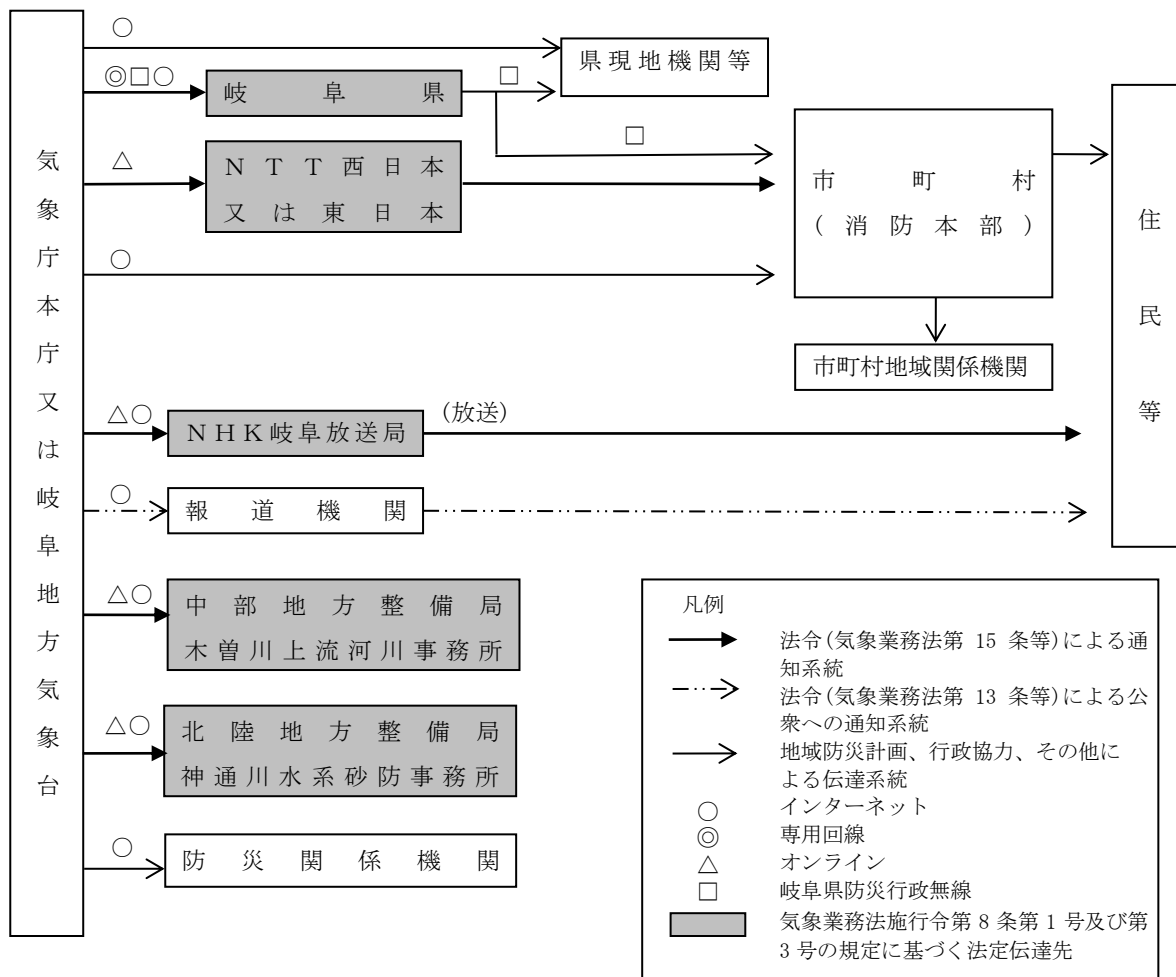 気象庁本庁又は岐阜地方気象台
○
県現地機関等
◎□○
岐阜県
□
□
△
NTT西日本
又は東日本
市町村
(消防本部)
住民等
○
市町村地域関係機関
△○
NHK岐阜放送局
(放送)
○
報道機関
△○
中部地方整備局
木曽川上流河川事務所
△○
北陸地方整備局
神通川水系砂防事務所
○
防災関係機関
凡例
法令(気象業務法第 15 条等)による通
知系統
法令(気象業務法第 13 条等)による公
衆への通知系統
地域防災計画、行政協力、その他に
よる伝達系統
○ インターネット
◎ 専用回線
△ オンライン
□ 岐阜県防災行政無線
気象業務法施行令第 8 条第 1 号及び第
3 号の規定に基づく法定伝達先